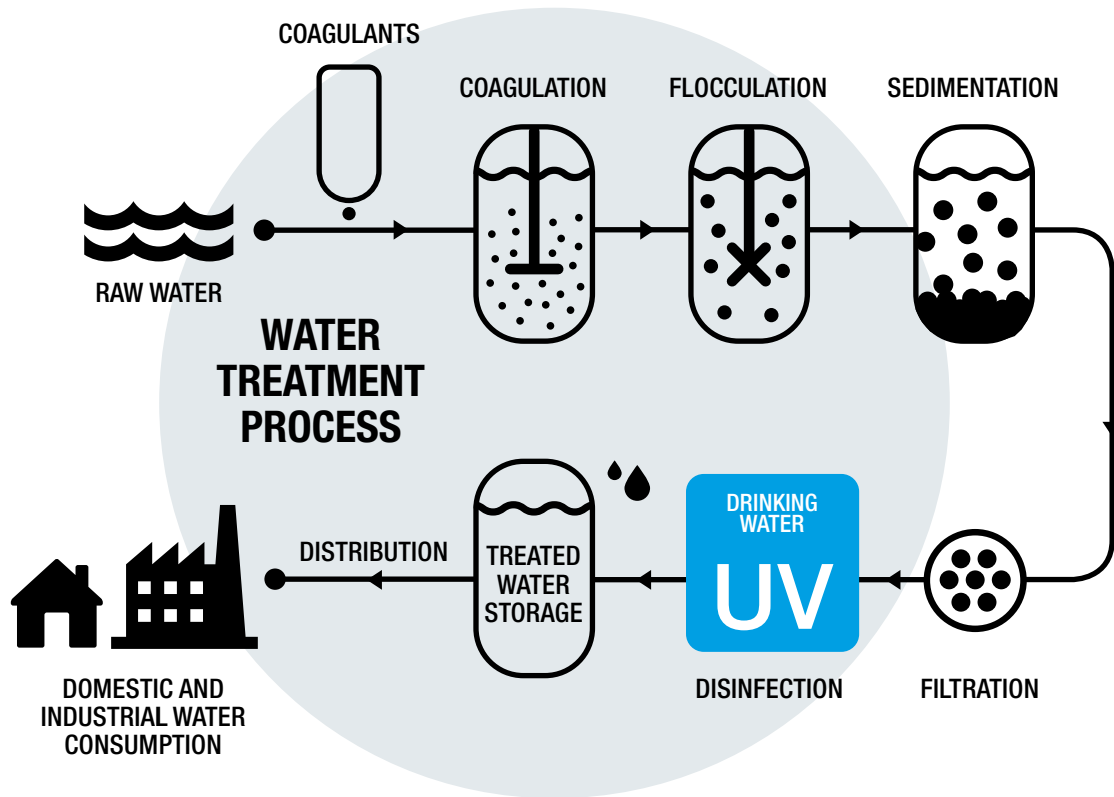 COAGULANTS
COAGULATION
FLOCCULATION
SEDIMENTATION
RAW WATER
WATER
TREATMENT
PROCESS
DRINKING
WATER
UV
DISTRIBUTION
TREATED
WATER
STORAGE
DOMESTIC AND
INDUSTRIAL WATER
CONSUMPTION
DISINFECTION
FILTRATION